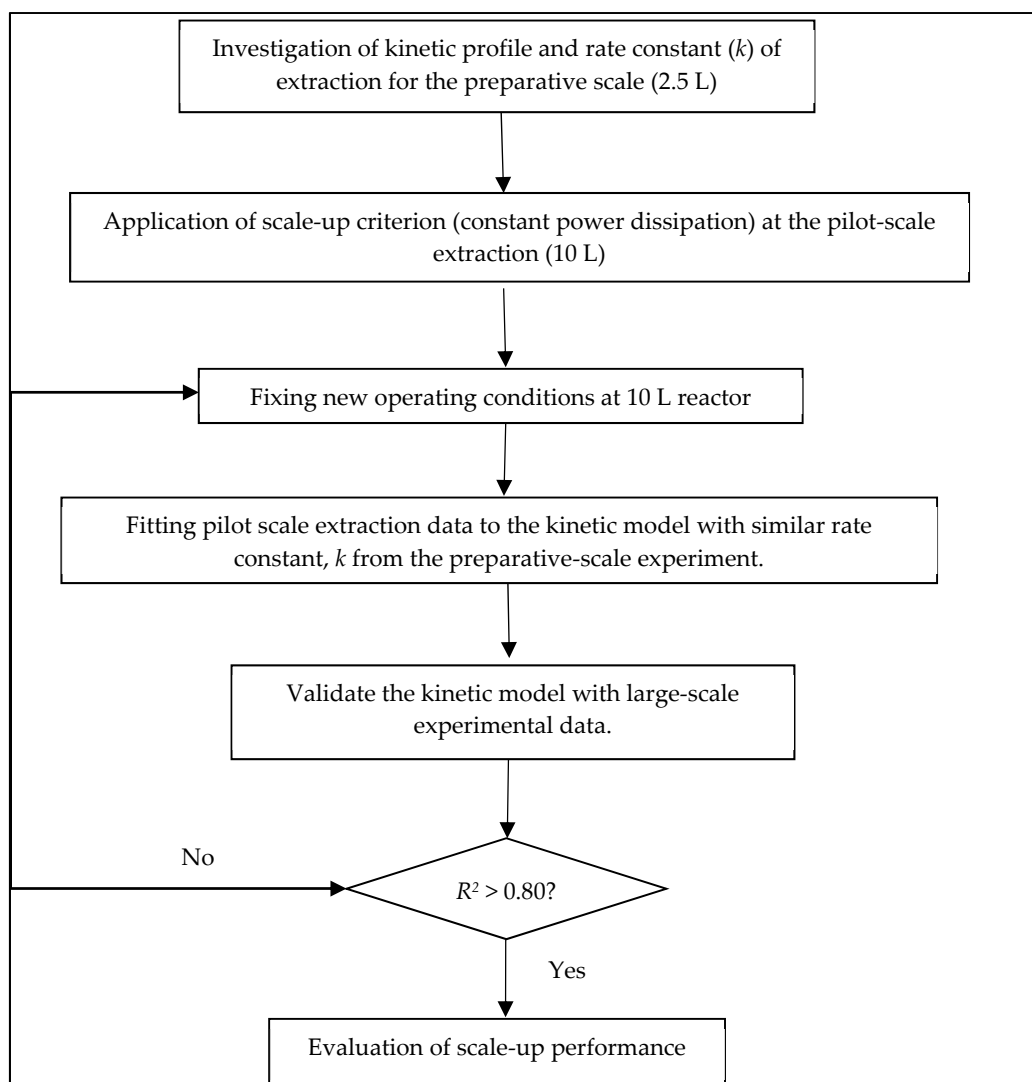 Investigation of kinetic profile and rate constant (k) of
extraction for the preparative scale (2.5 L)
Application of scale-up criterion (constant power dissipation) at the pilot-scale
extraction (10 L)
Fixing new operating conditions at 10 L reactor
Fitting pilot scale extraction data to the kinetic model with similar rate
constant, k from the preparative-scale experiment.
Validate the kinetic model with large-scale
experimental data.
No
R² > 0.80?
Yes
Evaluation of scale-up performance